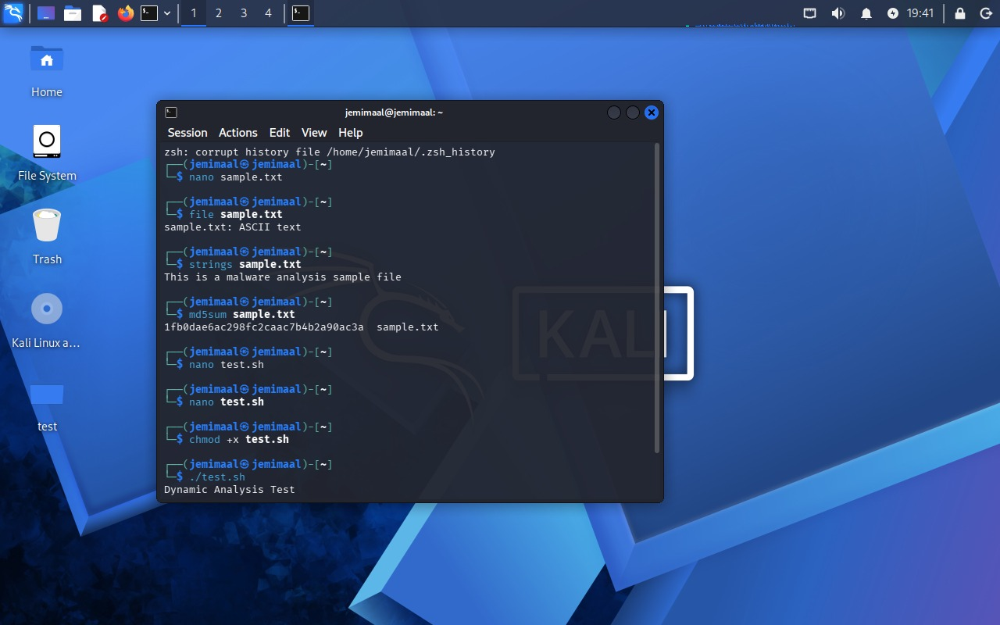 1 2 3 4 19:41
Home
File System
Trash
Kali Linux a...
test
jemimaal@jemimaal: ~
Session Actions Edit View Help
zsh: corrupt history file /home/jemimaal/.zsh_history
┌──(jemimaal㉿jemimaal)-[~]
└─$ nano sample.txt
┌──(jemimaal㉿jemimaal)-[~]
└─$ file sample.txt
sample.txt: ASCII text
┌──(jemimaal㉿jemimaal)-[~]
└─$ strings sample.txt
This is a malware analysis sample file
┌──(jemimaal㉿jemimaal)-[~]
└─$ md5sum sample.txt
1fb0dae6ac298fc2caac7b4b2a90ac3a  sample.txt
┌──(jemimaal㉿jemimaal)-[~]
└─$ nano test.sh
┌──(jemimaal㉿jemimaal)-[~]
└─$ nano test.sh
┌──(jemimaal㉿jemimaal)-[~]
└─$ chmod +x test.sh
┌──(jemimaal㉿jemimaal)-[~]
└─$ ./test.sh
Dynamic Analysis Test
KALI